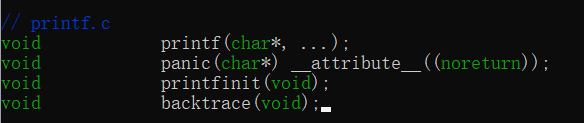 // printf.c
void            printf(char*, ...);
void            panic(char*) __attribute__((noreturn));
void            printfinit(void);
void            backtrace(void);